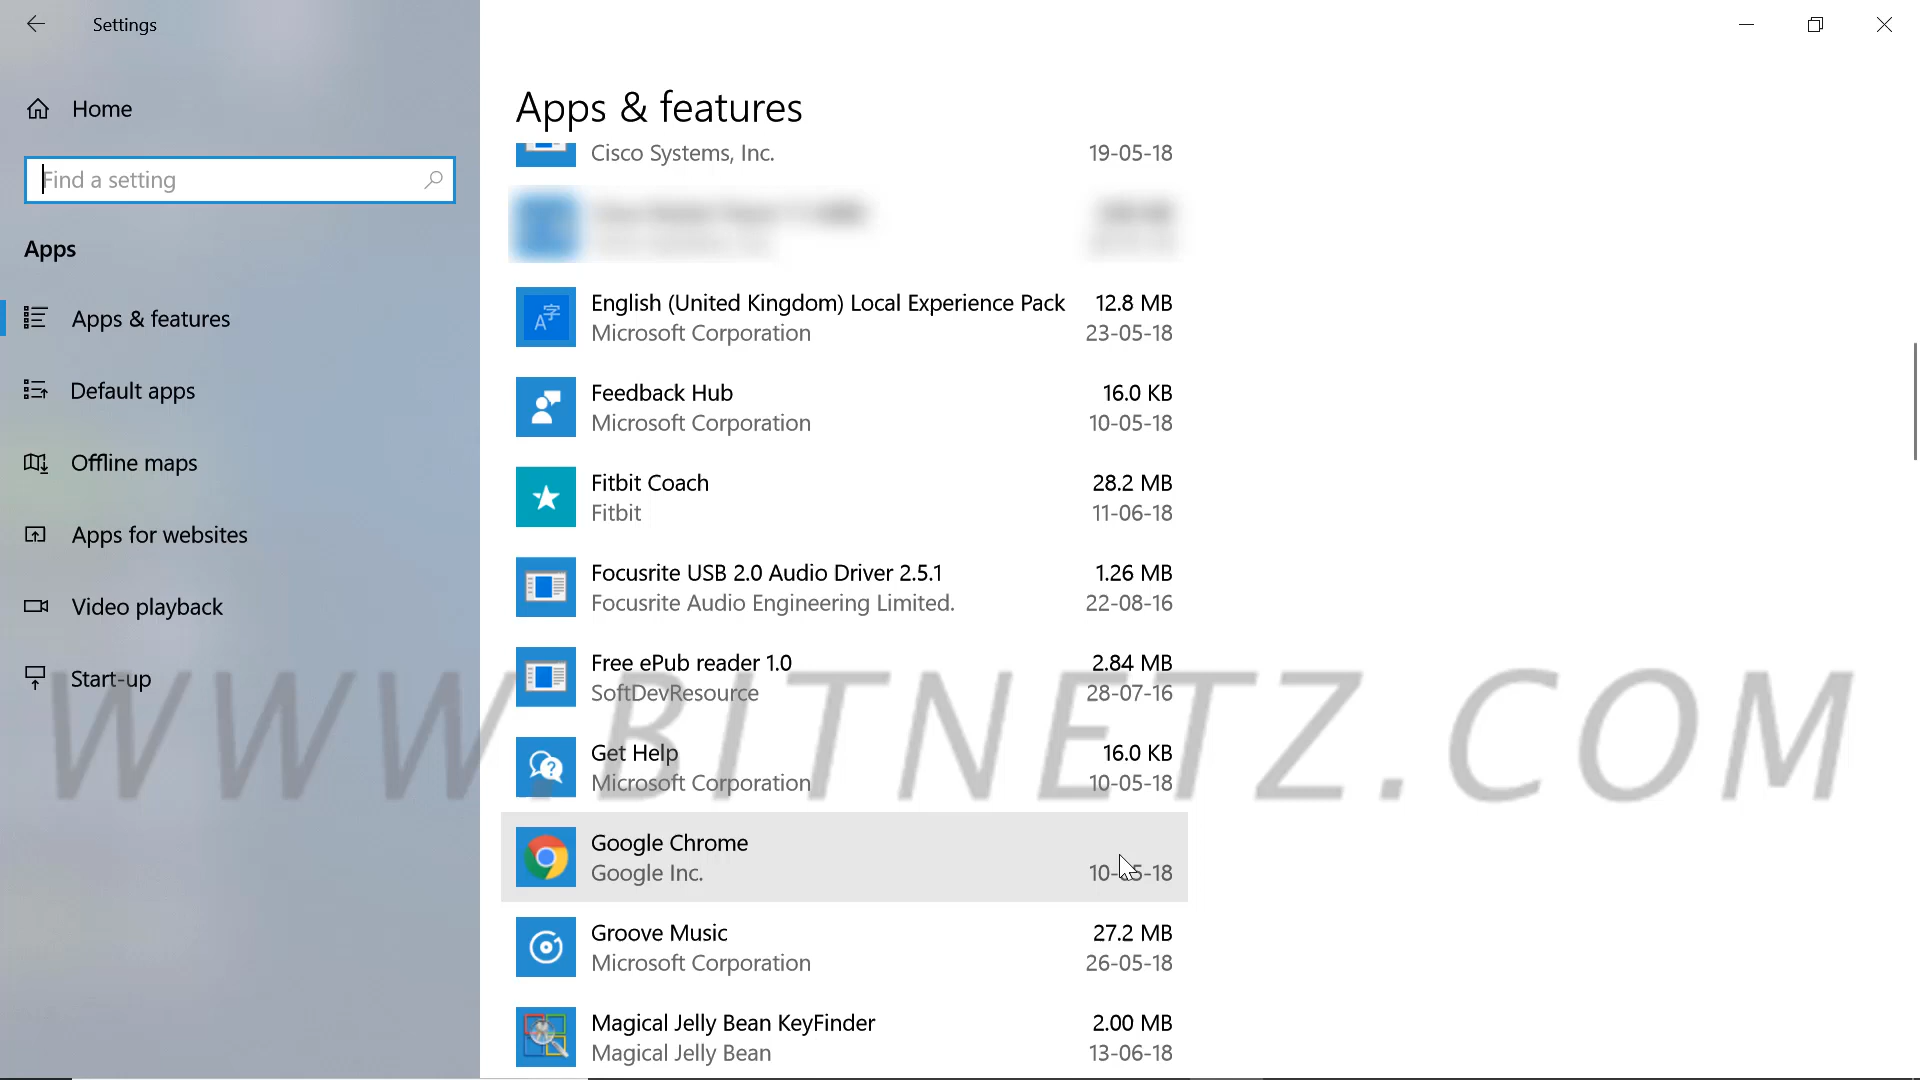 Settings
Home
Find a setting
Apps
Apps & features
Default apps
Offline maps
Apps for websites
Video playback
Start-up
Apps & features
Cisco Systems, Inc. 19-05-18
English (United Kingdom) Local Experience Pack 12.8 MB
Microsoft Corporation 23-05-18
Feedback Hub 16.0 KB
Microsoft Corporation 10-05-18
Fitbit Coach 28.2 MB
Fitbit 11-06-18
Focusrite USB 2.0 Audio Driver 2.5.1 1.26 MB
Focusrite Audio Engineering Limited. 22-08-16
Free ePub reader 1.0 2.84 MB
SoftDevResource 28-07-16
Get Help 16.0 KB
Microsoft Corporation 10-05-18
Google Chrome
Google Inc. 10-05-18
Groove Music 27.2 MB
Microsoft Corporation 26-05-18
Magical Jelly Bean KeyFinder 2.00 MB
Magical Jelly Bean 13-06-18
WWW.BITNETZ.COM